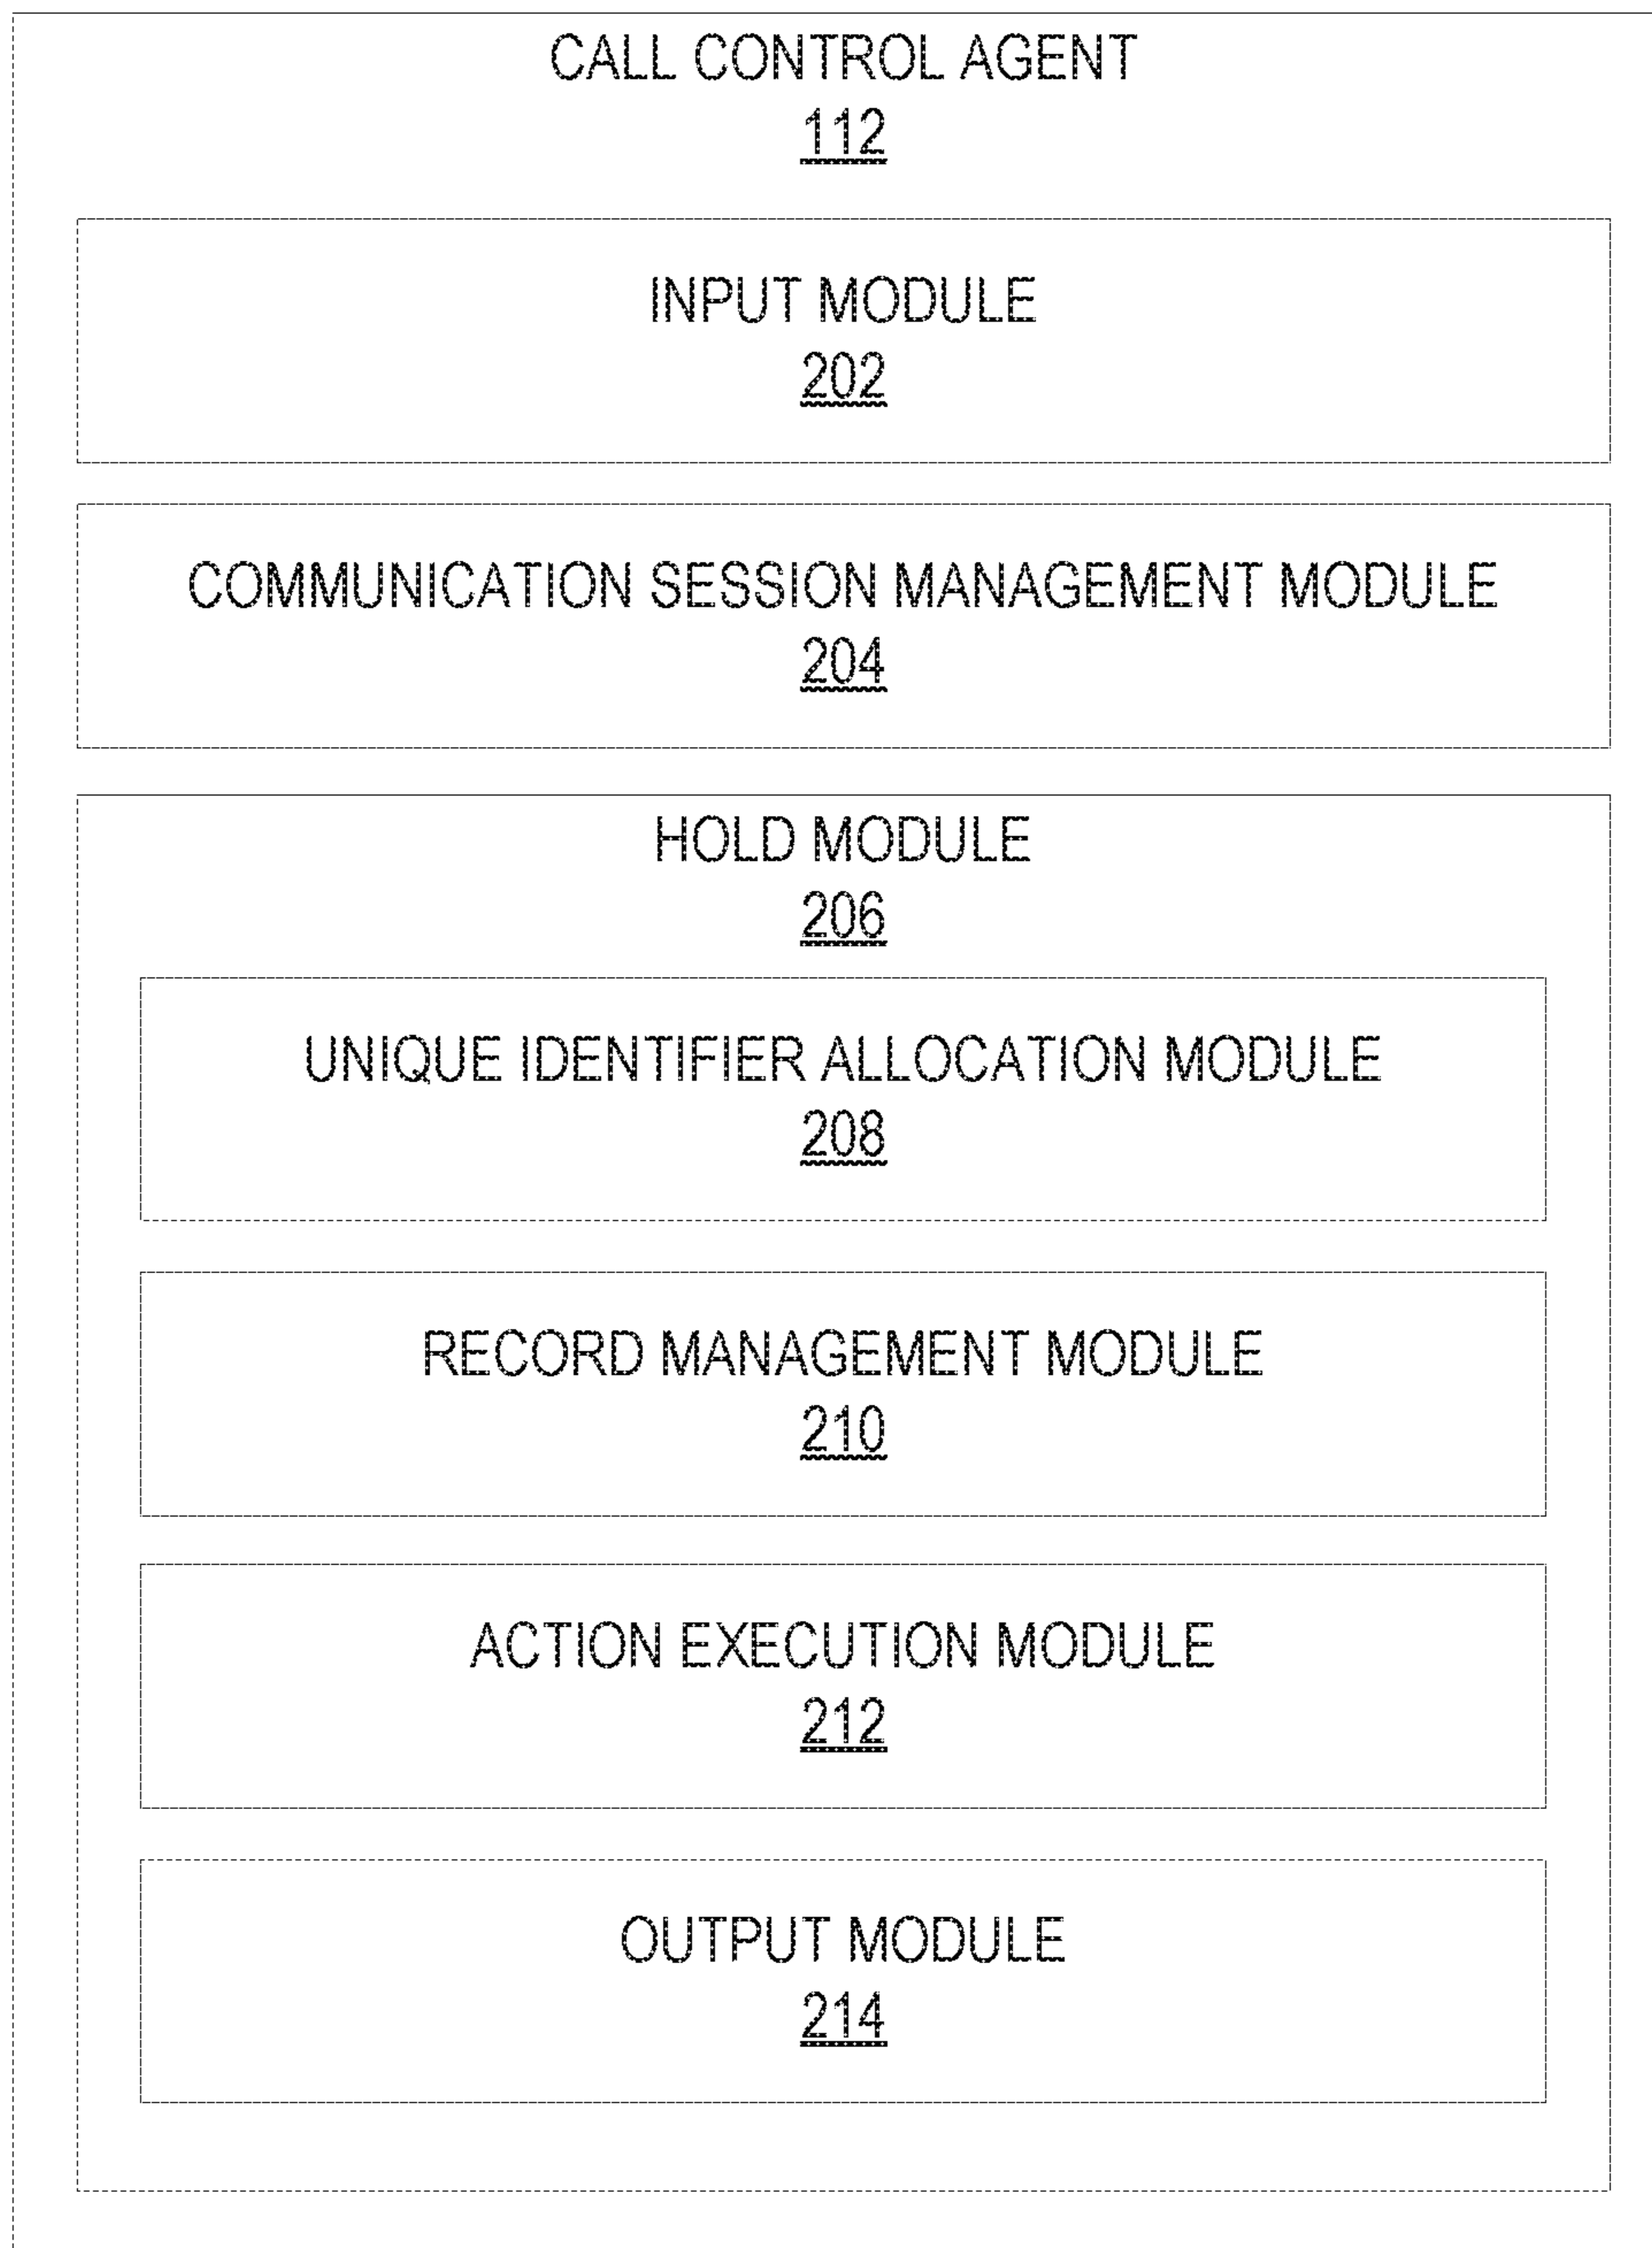 CALL CONTROL AGENT
112
INPUT MODULE
202
COMMUNICATION SESSION MANAGEMENT MODULE
204
HOLD MODULE
206
UNIQUE IDENTIFIER ALLOCATION MODULE
208
RECORD MANAGEMENT MODULE
210
ACTION EXECUTION MODULE
212
OUTPUT MODULE
214